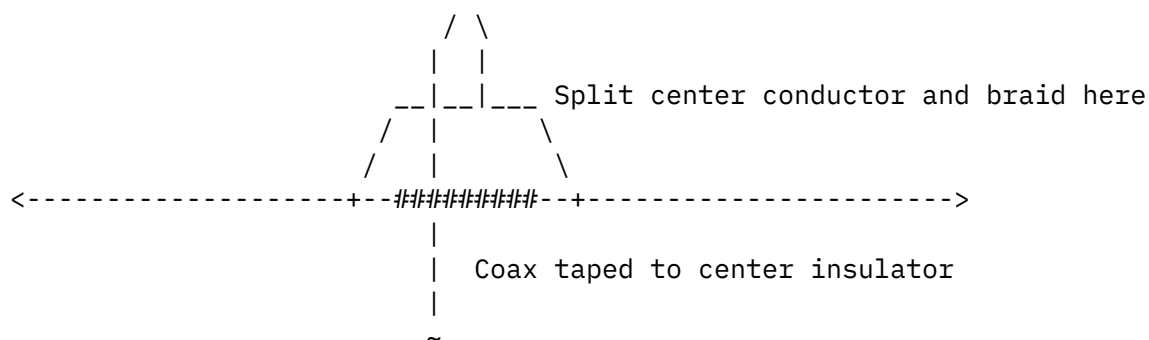 Split center conductor and braid here
Coax taped to center insulator